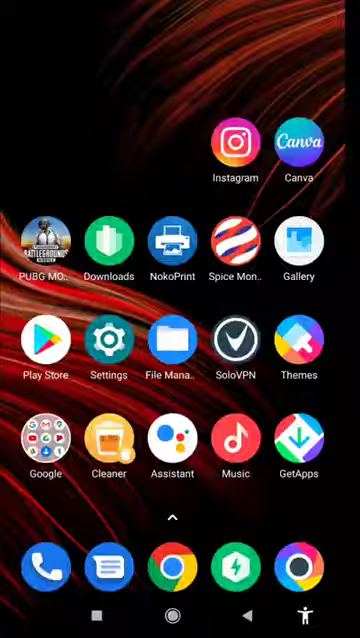 Canva
Instagram
Canva
PUBG MO..
Downloads
NokoPrint
Spice Mon..
Gallery
Play Store
Settings
File Mana..
SoloVPN
Themes
Google
Cleaner
Assistant
Music
GetApps